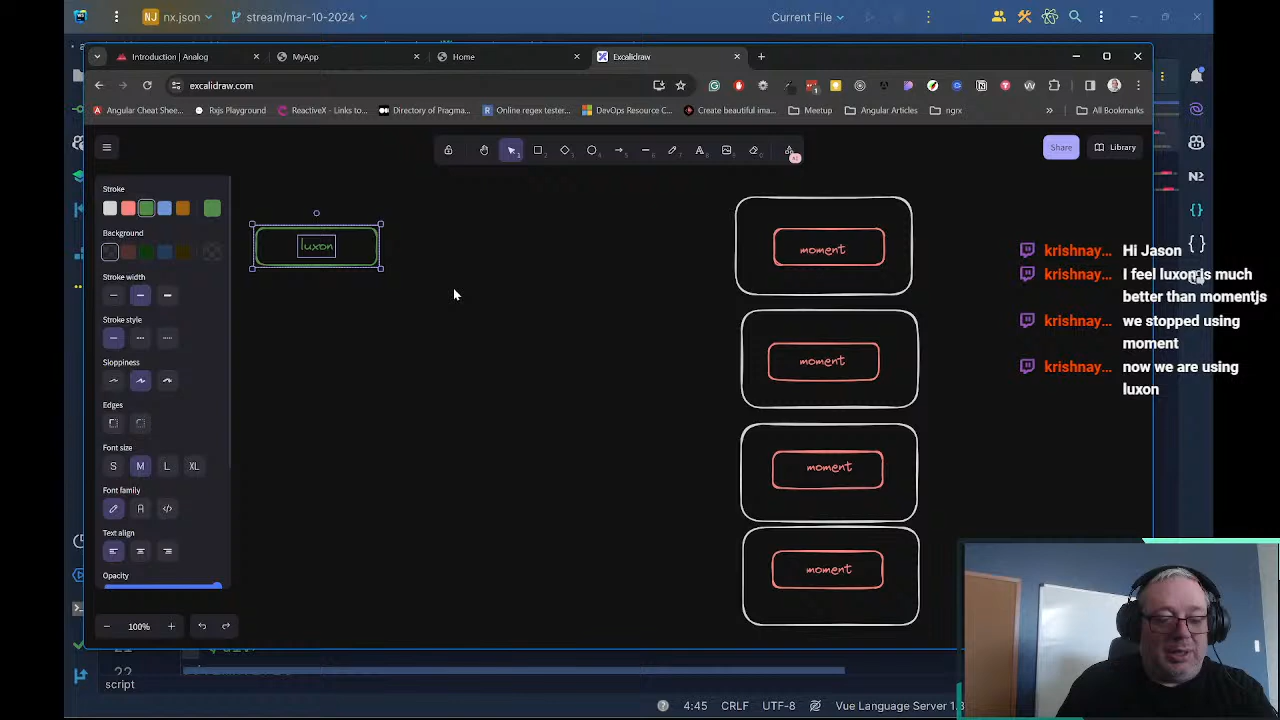 NJ nx.json
stream/mar-10-2024
Current File
Introduction | Analog
MyApp
Home
Excalidraw
excalidraw.com
Angular Cheat Shee...
Rxjs Playground
ReactiveX - Links to...
Directory of Pragma...
Online regex tester...
DevOps Resource C...
Create beautiful ima...
Meetup
Angular Articles
ngrx
All Bookmarks
Share
Library
Stroke
Background
Stroke width
Stroke style
Sloppiness
Edges
Font size
S M L XL
Font family
A </>
Text align
Opacity
100%
luxon
moment
moment
moment
moment
krishnay... Hi Jason
krishnay... I feel luxon is much
better than momentjs
krishnay... we stopped using
moment
krishnay... now we are using
luxon
22
script
4:45 CRLF UTF-8 Vue Language Server 1.8